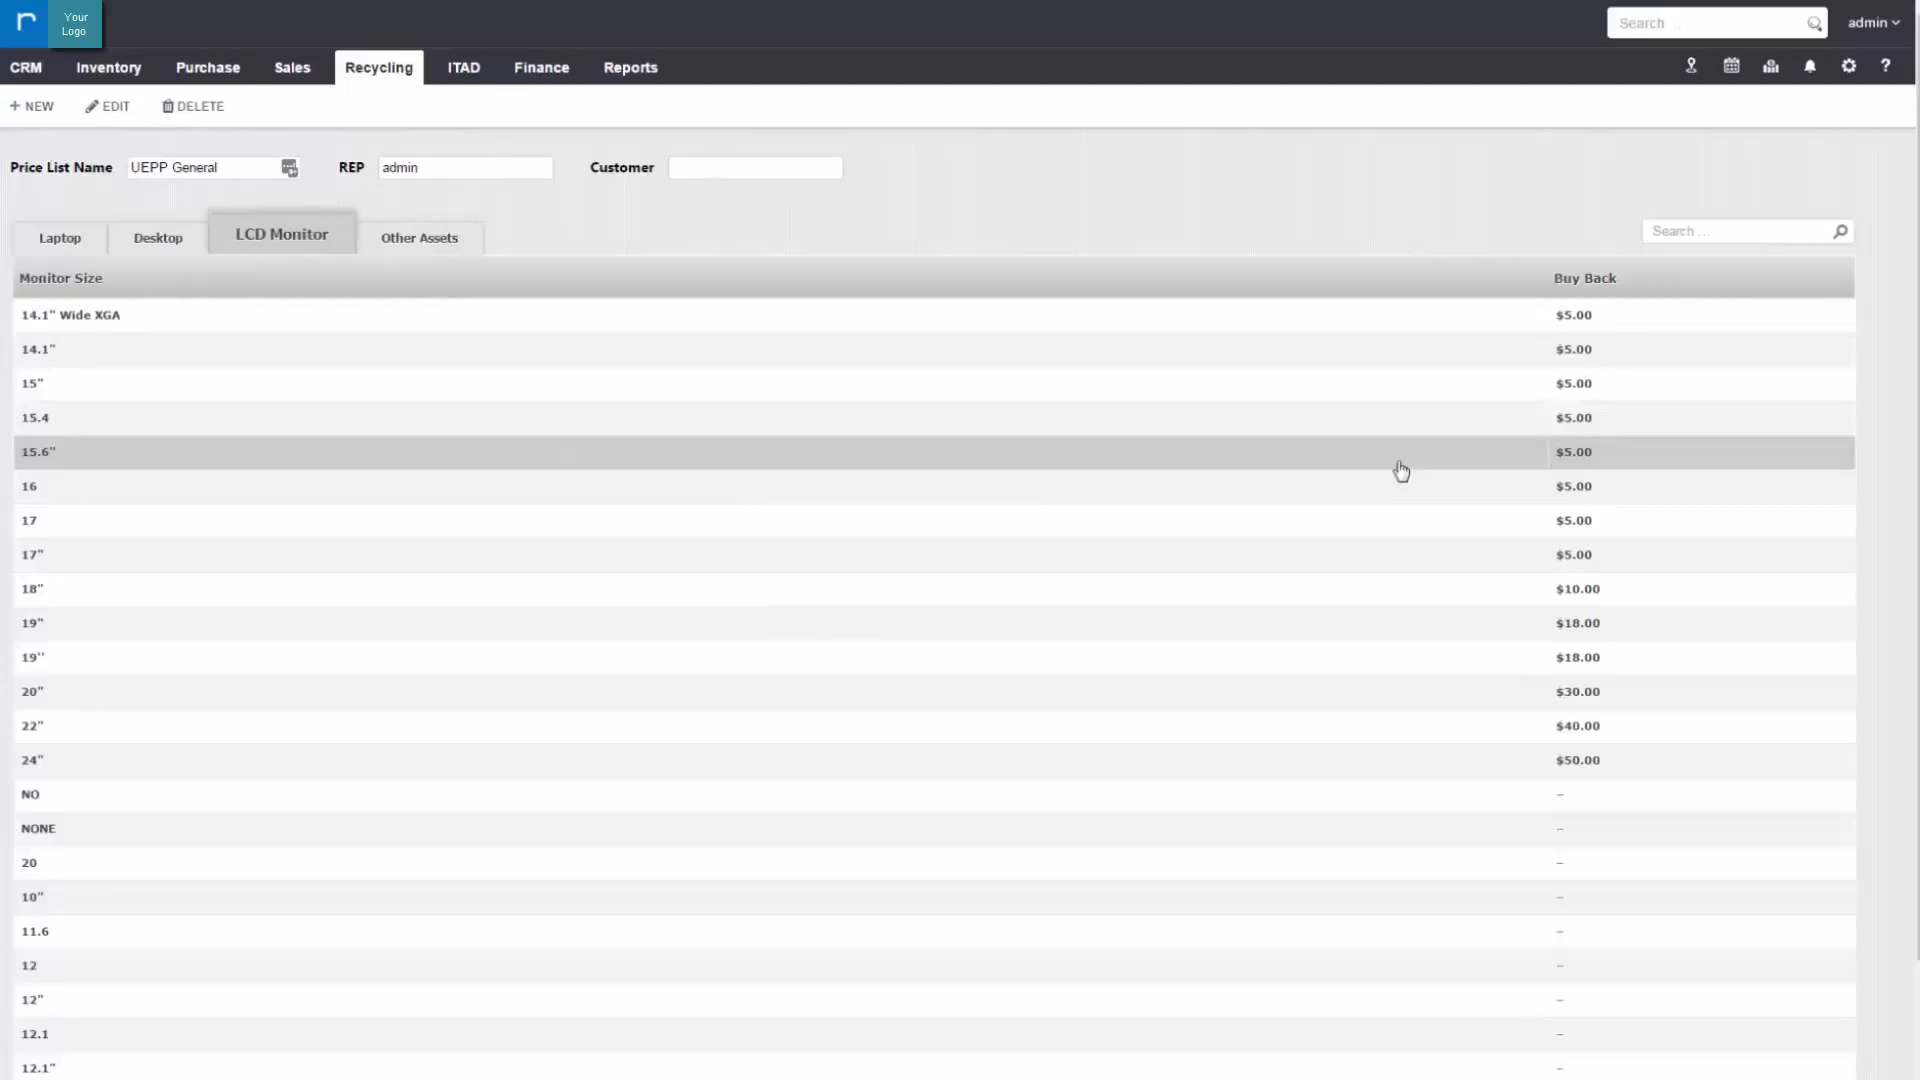 Your
Logo
Search ...
admin
CRM Inventory Purchase Sales Recycling ITAD Finance Reports
?
+ NEW EDIT DELETE
Price List Name UEPP General REP admin Customer
Laptop Desktop LCD Monitor Other Assets Search ...
Monitor Size Buy Back
14.1" Wide XGA $5.00
14.1" $5.00
15" $5.00
15.4 $5.00
15.6" $5.00
16 $5.00
17 $5.00
17" $5.00
18" $10.00
19" $18.00
19'' $18.00
20" $30.00
22" $40.00
24" $50.00
NO –
NONE –
20 –
10" –
11.6 –
12 –
12" –
12.1 –
12.1" –